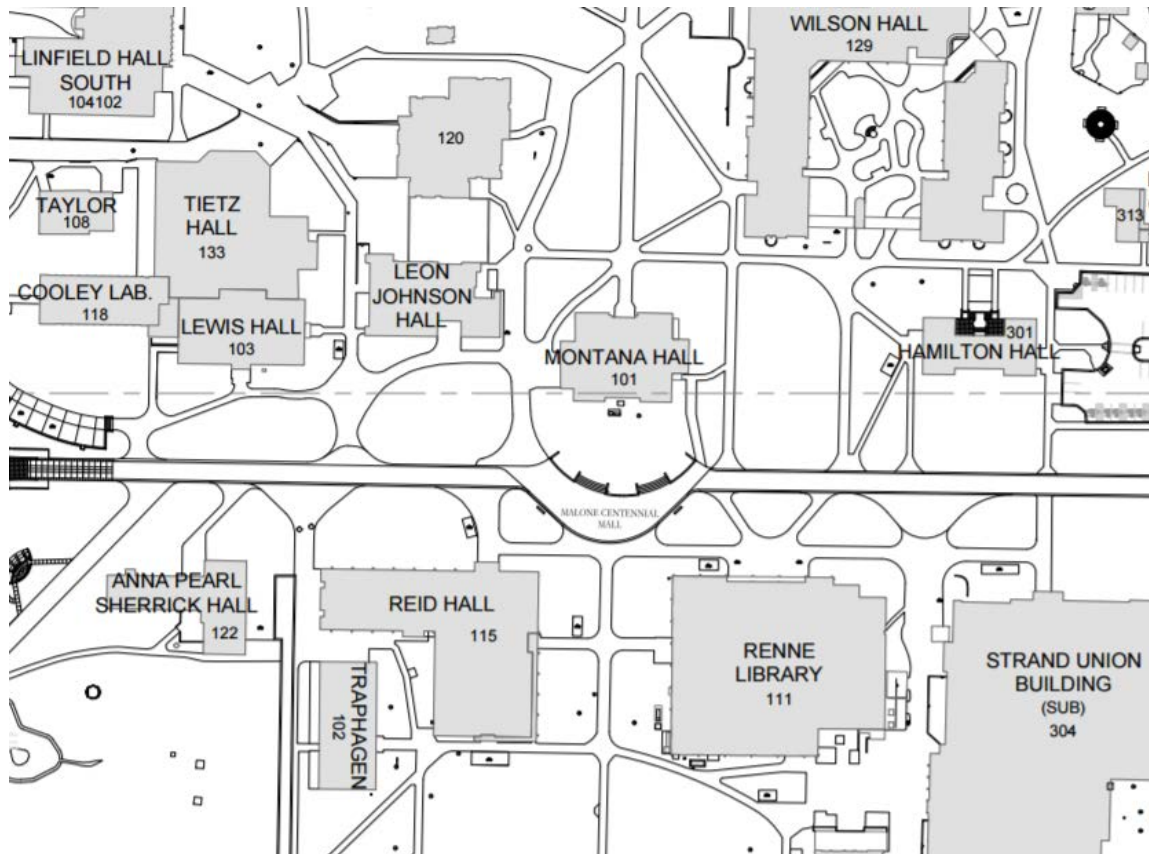 LINFIELD HALL
SOUTH
104102
WILSON HALL
129
120
TAYLOR
108
TIETZ
HALL
133
313
COOLEY LAB.
118
LEWIS HALL
103
LEON
JOHNSON
HALL
MONTANA HALL
101
301
HAMILTON HALL
MALONE CENTENNIAL
MALL
ANNA PEARL
SHERRICK HALL
122
REID HALL
115
TRAPHAGEN
102
RENNE
LIBRARY
111
STRAND UNION
BUILDING
(SUB)
304